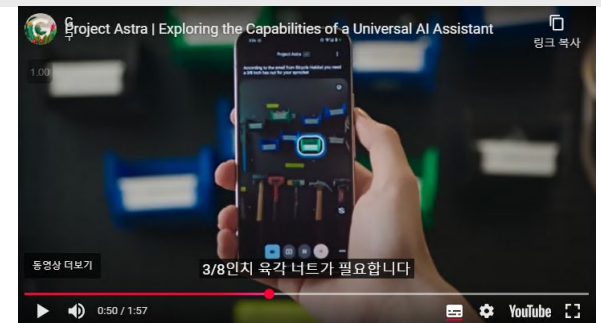 Project Astra | Exploring the Capabilities of a Universal AI Assistant
링크 복사
1.00
Project Astra
According to the email from Bicycle Habitat you need
a 3/8 inch hex nut for your sprocket
동영상 더보기
3/8인치 육각 너트가 필요합니다
0:50 / 1:57
YouTube